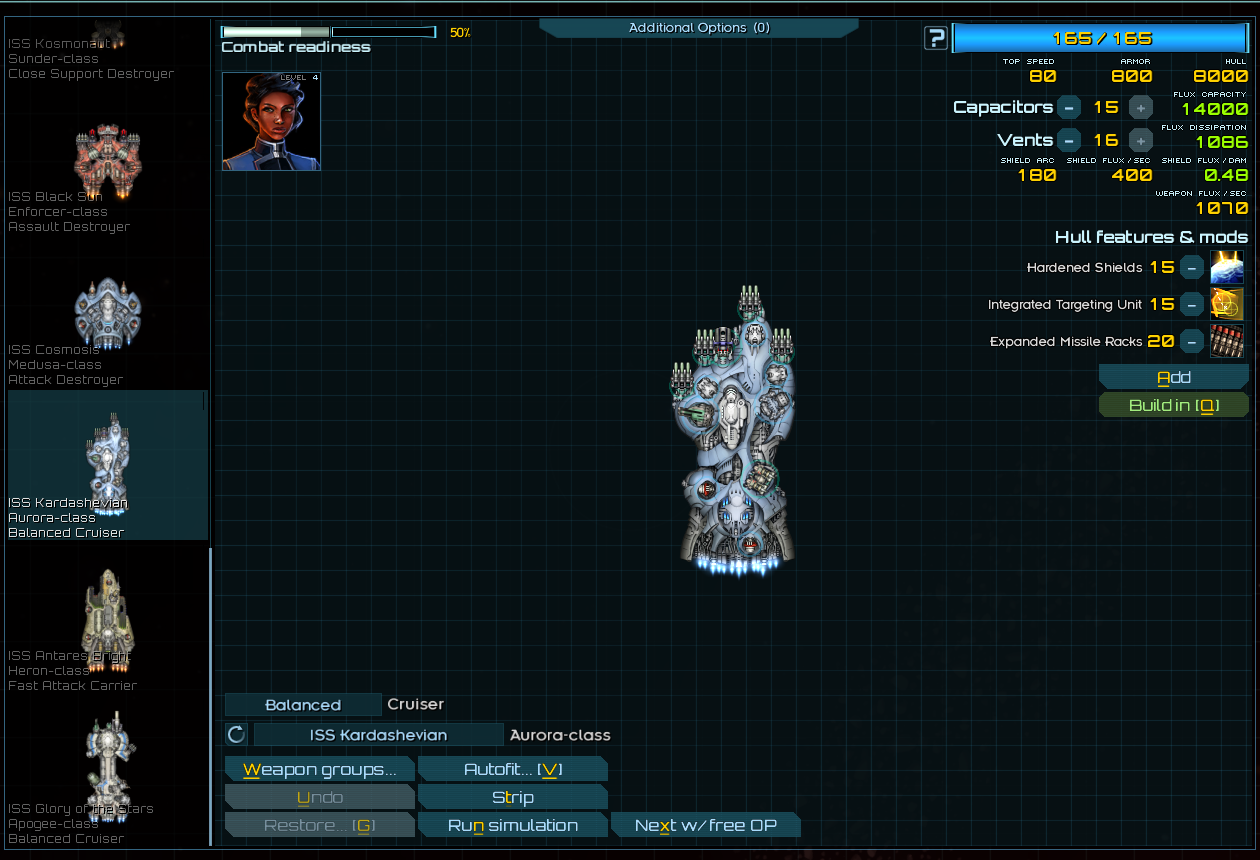 ISS Kosmonaut
Sunder-class
Close Support Destroyer
ISS Black Sun
Enforcer-class
Assault Destroyer
ISS Cosmosis
Medusa-class
Attack Destroyer
ISS Kardashevian
Aurora-class
Balanced Cruiser
ISS Antares Bright
Heron-class
Fast Attack Carrier
ISS Glory of the Stars
Apogee-class
Balanced Cruiser
50%
Combat readiness
LEVEL 4
Additional Options (0)
? 165 / 165
TOP SPEED ARMOR HULL
80 800 8000
FLUX CAPACITY
Capacitors - 15 + 14000
FLUX DISSIPATION
Vents - 16 + 1086
SHIELD ARC SHIELD FLUX/SEC SHIELD FLUX/DAM
180 400 0.48
WEAPON FLUX/SEC
1070
Hull features & mods
Hardened Shields 15 -
Integrated Targeting Unit 15 -
Expanded Missile Racks 20 -
Add
Build in [Q]
Balanced Cruiser
ISS Kardashevian Aurora-class
Weapon groups... Autofit... [V]
Undo Strip
Restore... [G] Run simulation Next w/free OP